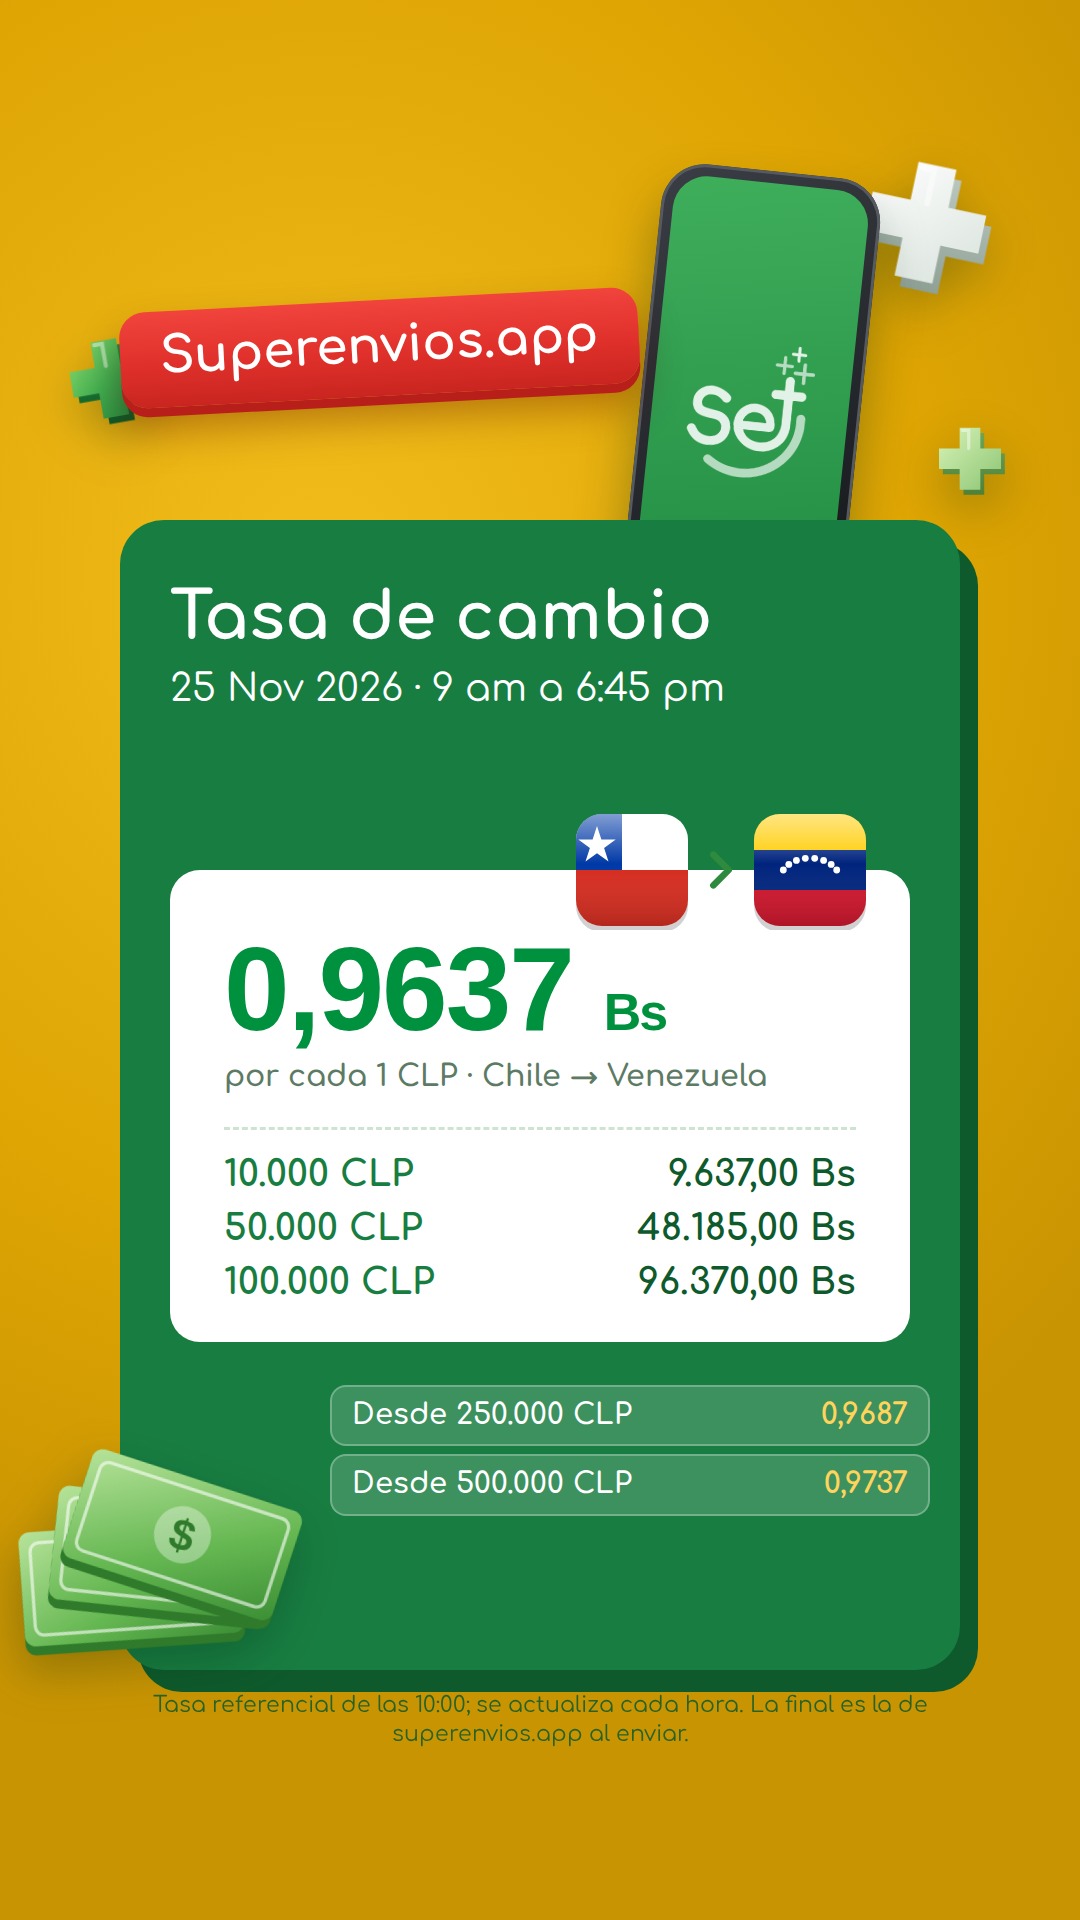 Superenvios.app
Set
Tasa de cambio
25 Nov 2026 · 9 am a 6:45 pm
0,9637 Bs
por cada 1 CLP · Chile → Venezuela
10.000 CLP 9.637,00 Bs
50.000 CLP 48.185,00 Bs
100.000 CLP 96.370,00 Bs
Desde 250.000 CLP 0,9687
Desde 500.000 CLP 0,9737
$
Tasa referencial de las 10:00; se actualiza cada hora. La final es la de
superenvios.app al enviar.